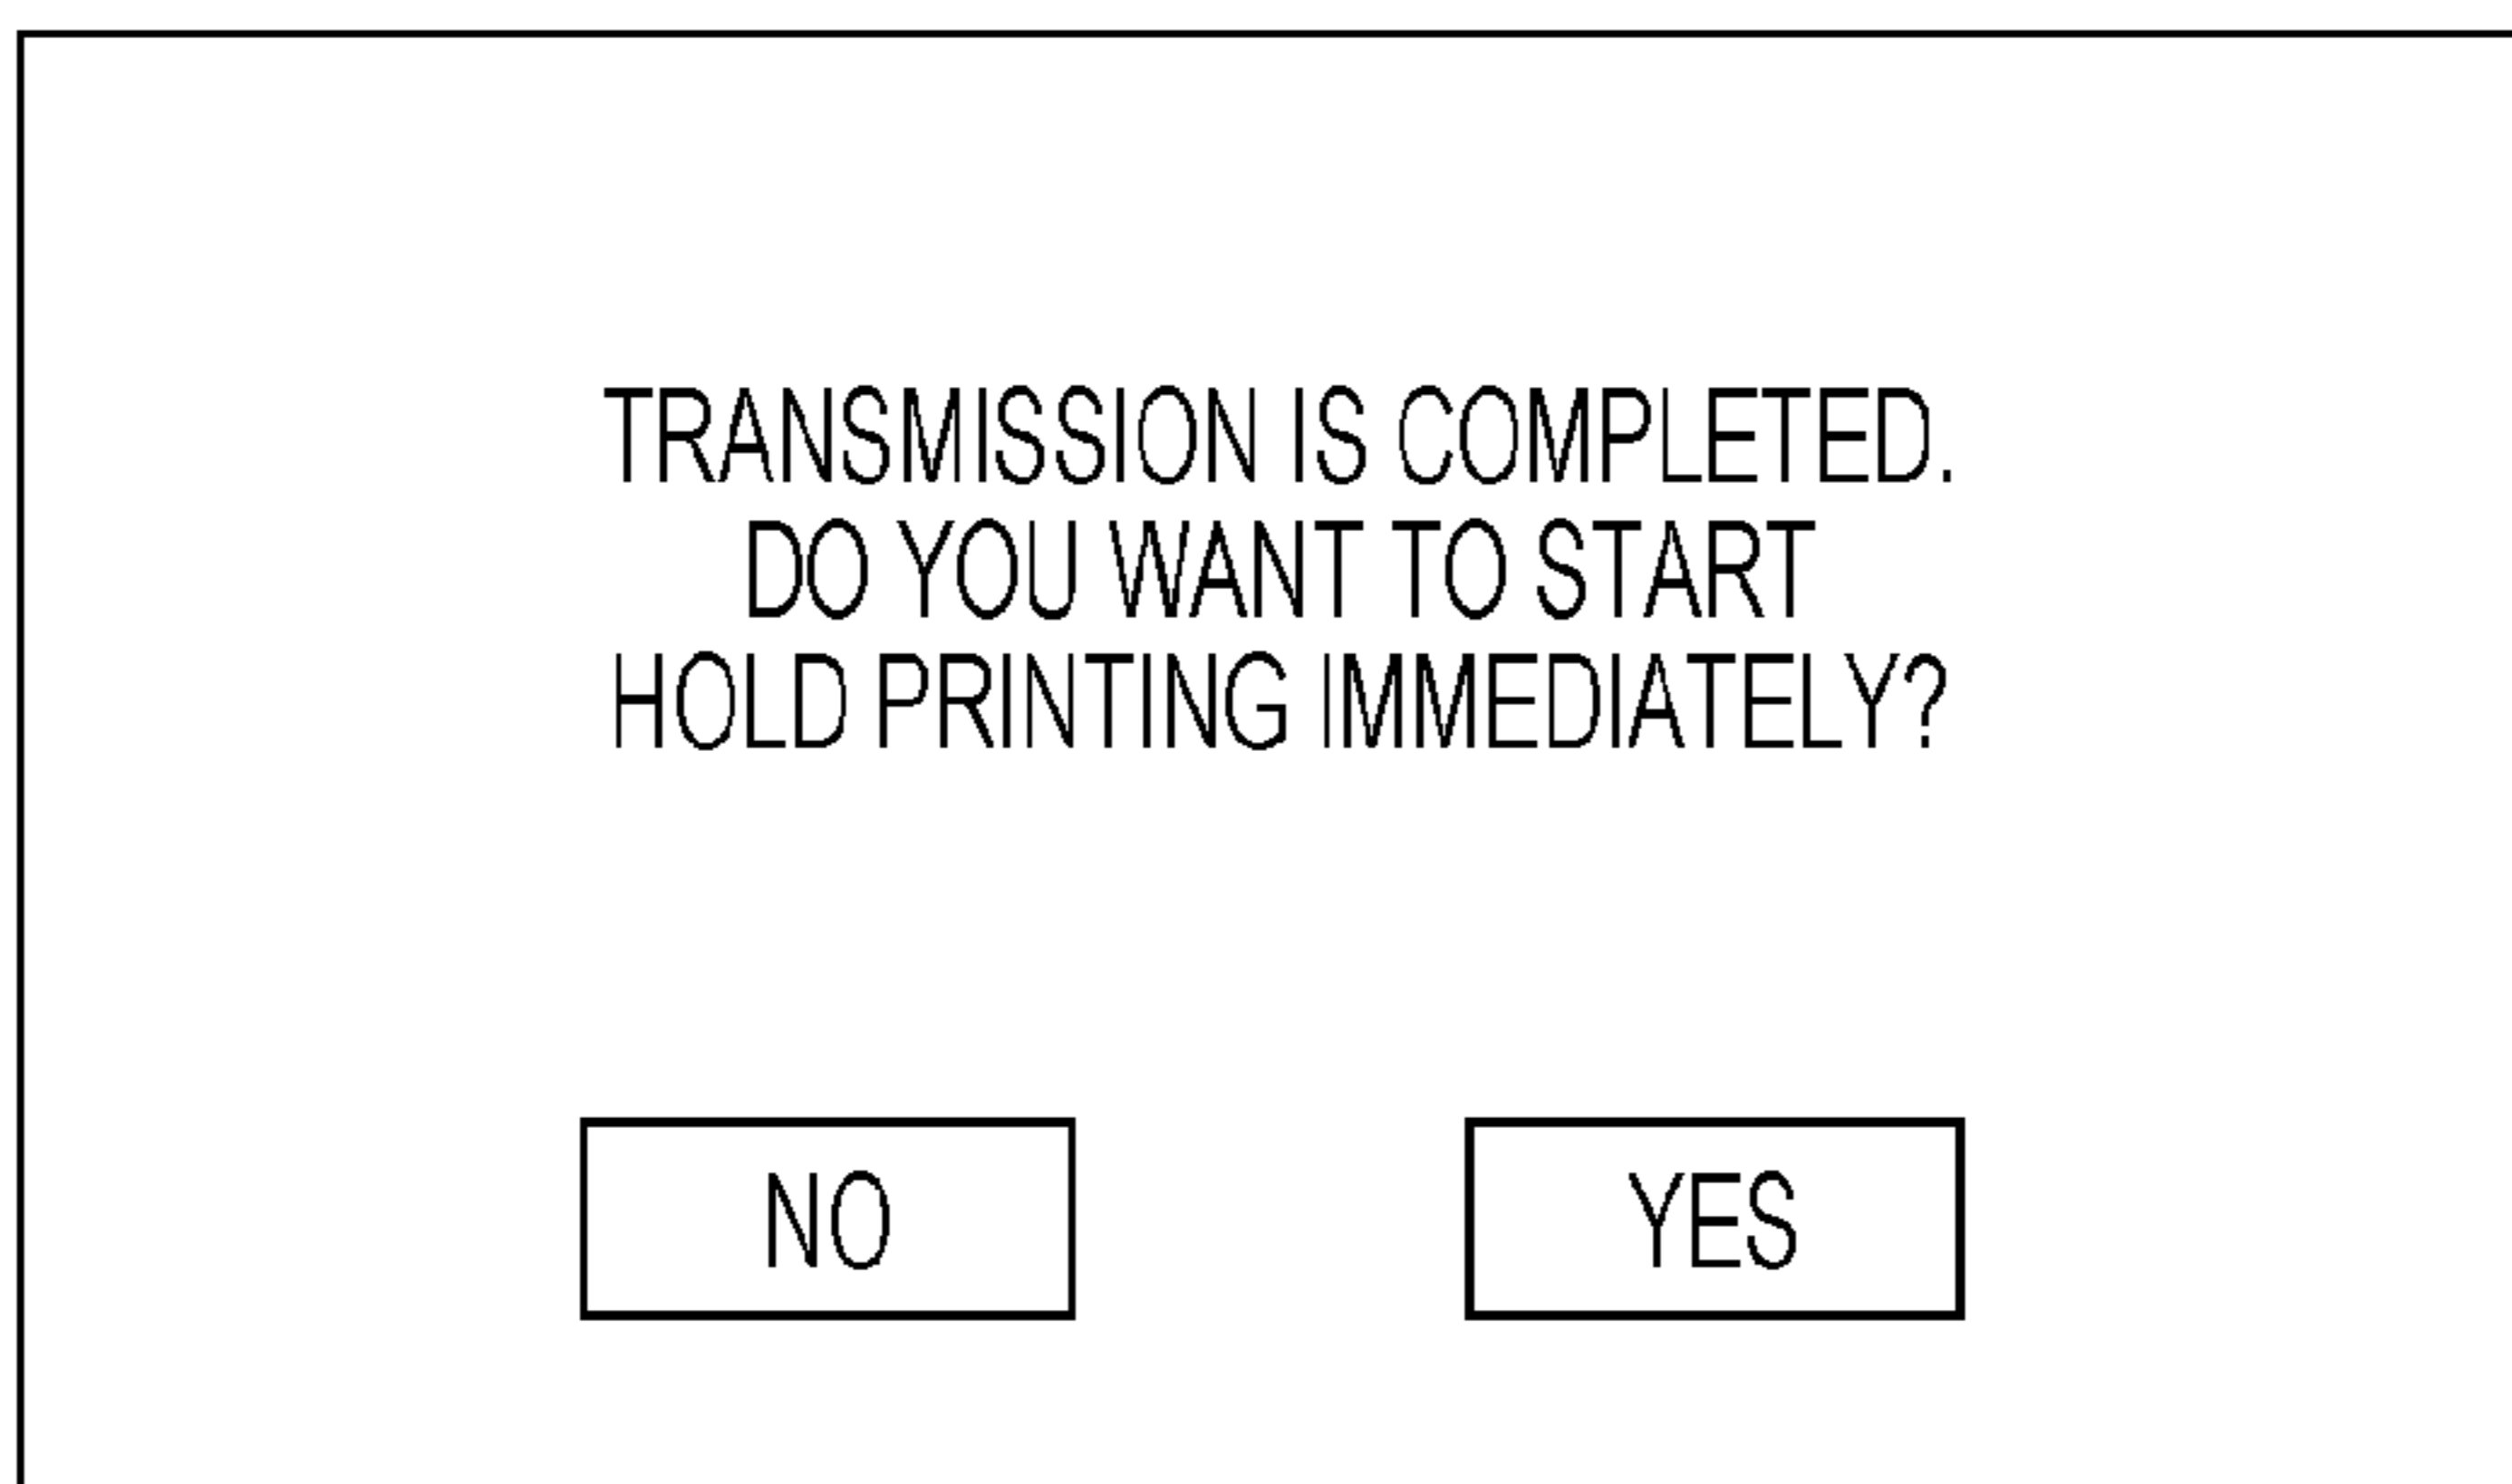 TRANSMISSION IS COMPLETED.
DO YOU WANT TO START
HOLD PRINTING IMMEDIATELY?
NO
YES